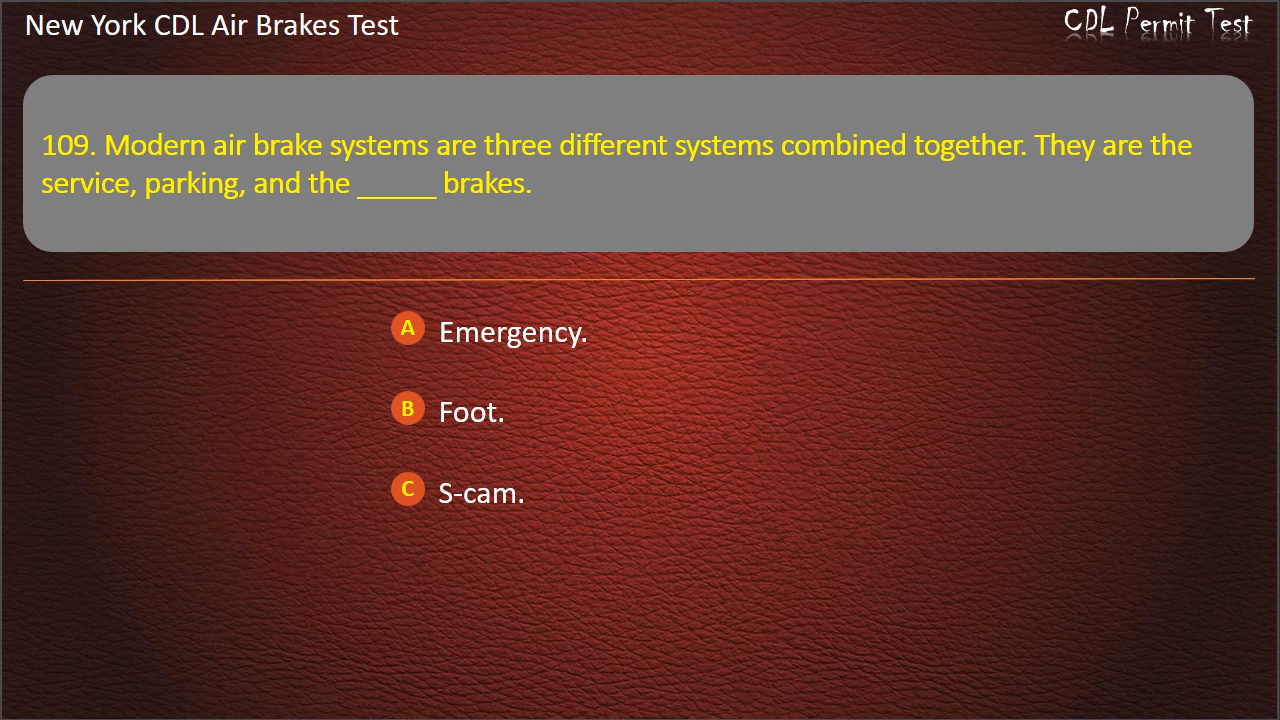 New York CDL Air Brakes Test
CDL Permit Test
109. Modern air brake systems are three different systems combined together. They are the
service, parking, and the _____ brakes.
A Emergency.
B Foot.
C S-cam.